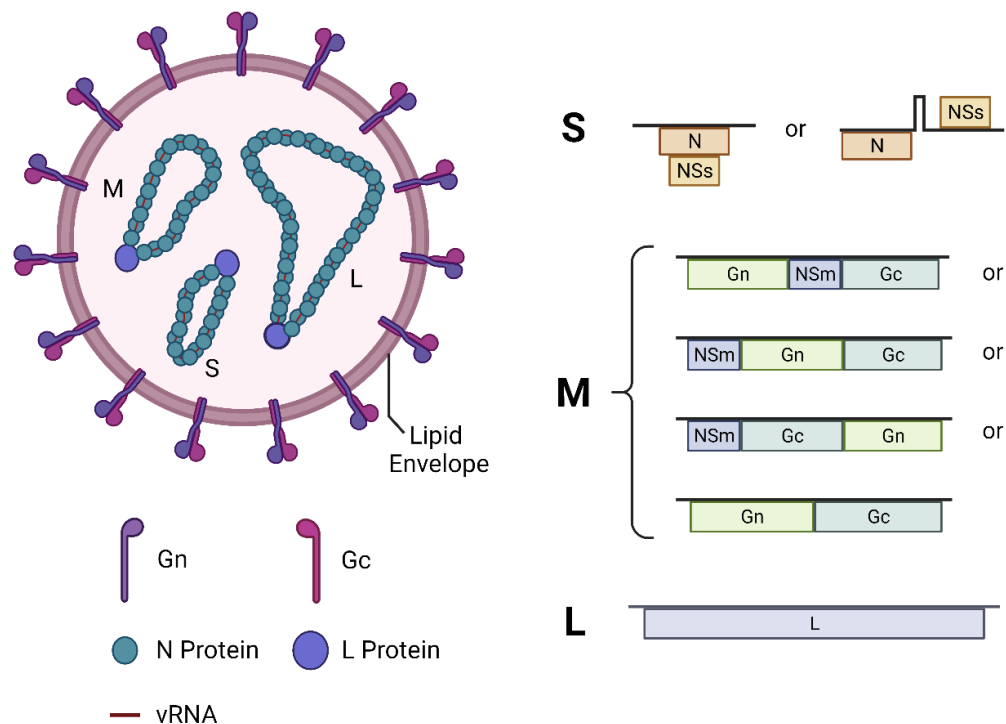 M
L
S
Lipid
Envelope
Gn
Gc
N Protein
L Protein
vRNA
S
N
NSs
or
N
NSs
M
Gn NSm Gc or
NSm Gn Gc or
NSm Gc Gn or
Gn Gc
L
L